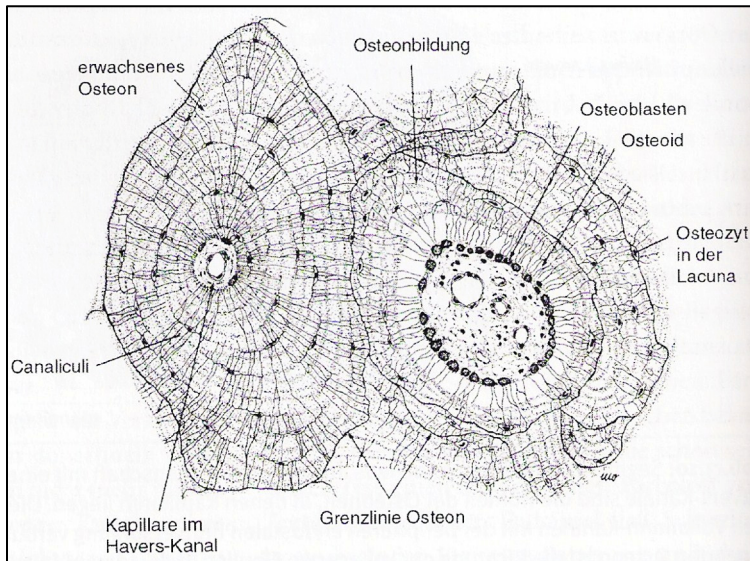 erwachsenes
Osteon
Osteonbildung
Osteoblasten
Osteoid
Osteozyt
in der
Lacuna
Canaliculi
Kapillare im
Havers-Kanal
Grenzlinie Osteon